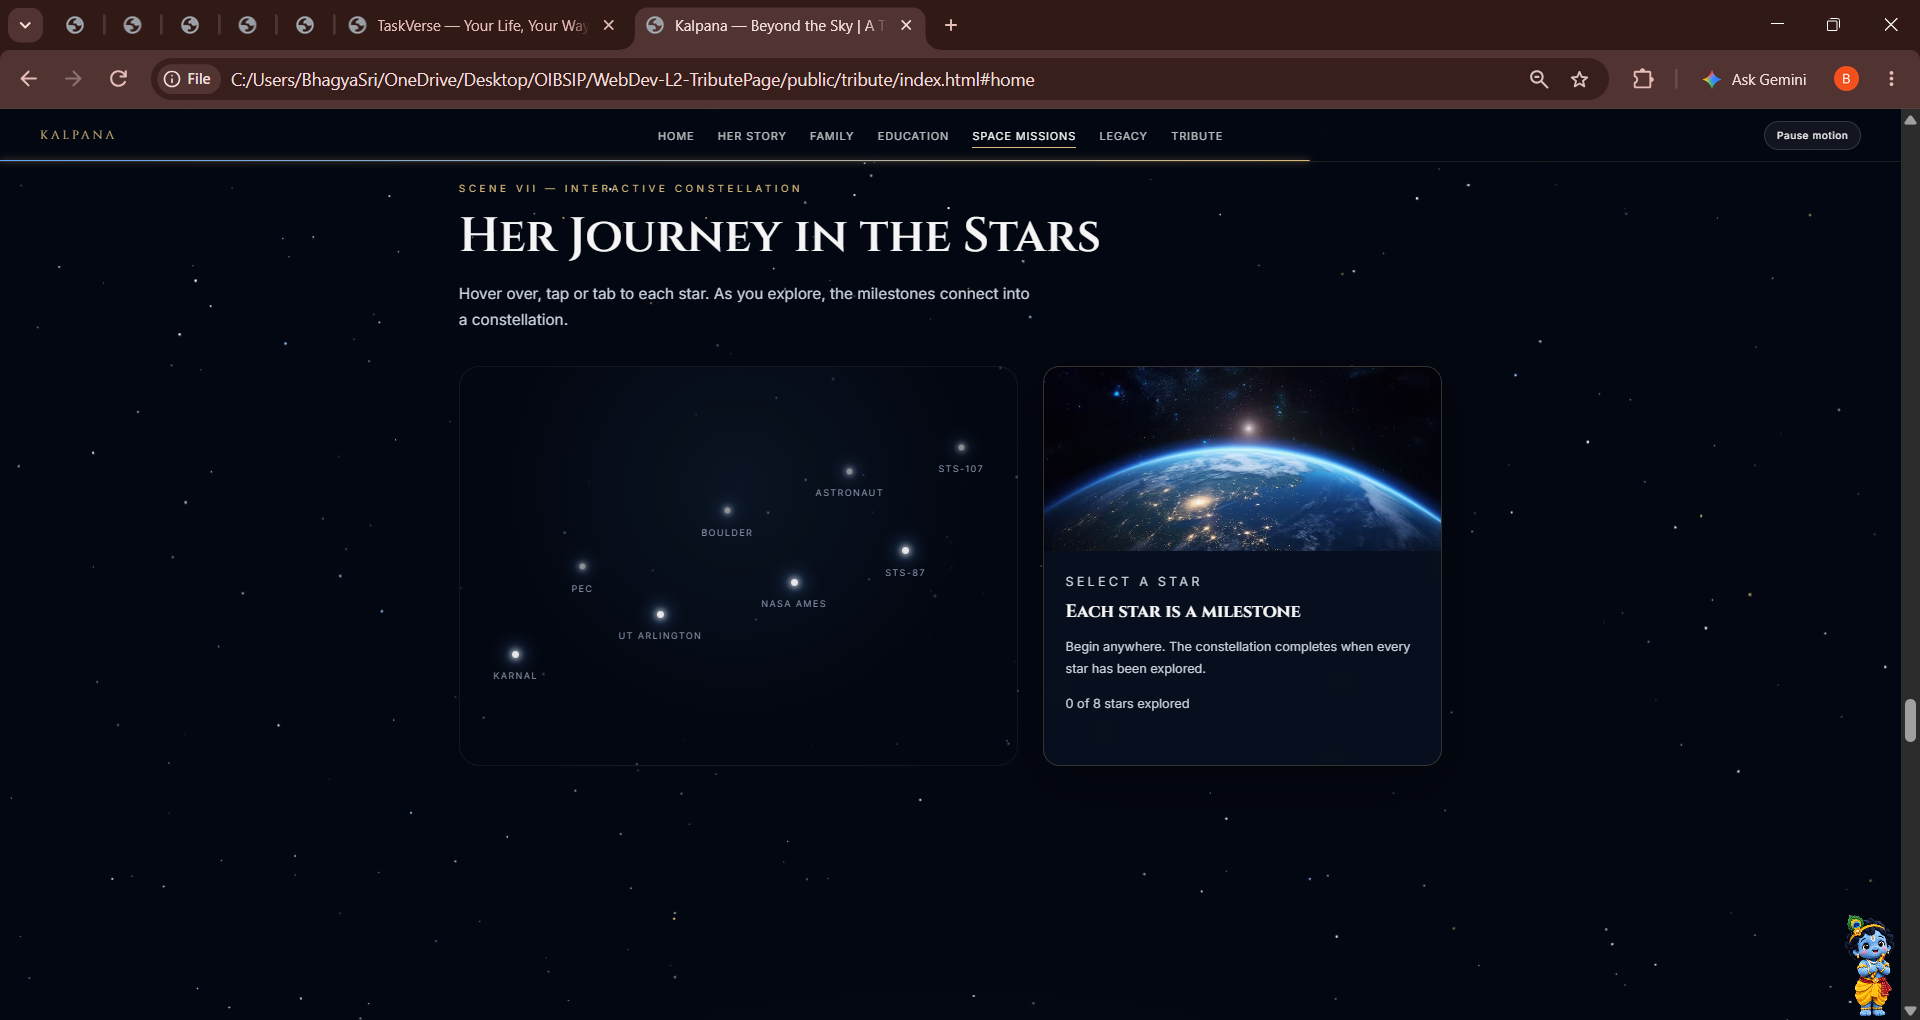 TaskVerse — Your Life, Your Way
Kalpana — Beyond the Sky | A T
File
C:/Users/BhagyaSri/OneDrive/Desktop/OIBSIP/WebDev-L2-TributePage/public/tribute/index.html#home
Ask Gemini
B
KALPANA
HOME HER STORY FAMILY EDUCATION SPACE MISSIONS LEGACY TRIBUTE
Pause motion
SCENE VII — INTERACTIVE CONSTELLATION
HER JOURNEY IN THE STARS
Hover over, tap or tab to each star. As you explore, the milestones connect into
a constellation.
STS-107
ASTRONAUT
BOULDER
STS-87
PEC
NASA AMES
UT ARLINGTON
KARNAL
SELECT A STAR
EACH STAR IS A MILESTONE
Begin anywhere. The constellation completes when every
star has been explored.
0 of 8 stars explored